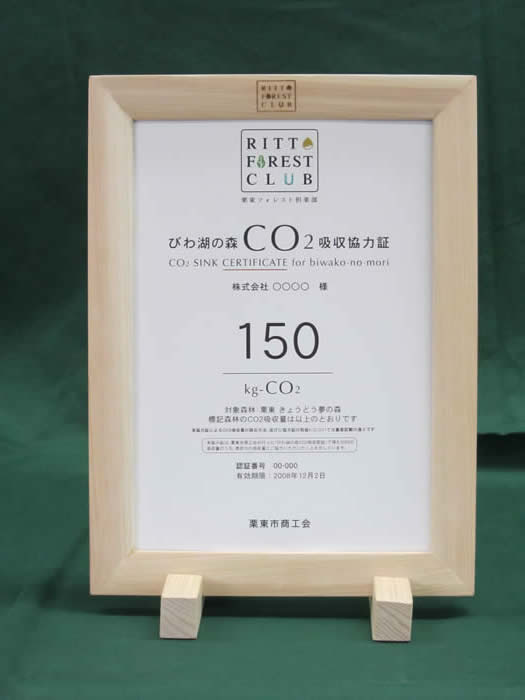 RITTO
FOREST
CLUB
RITTO
FOREST
CLUB
栗東フォレスト倶楽部
びわ湖の森CO2吸収協力証
CO2 SINK CERTIFICATE for biwako-no-mori
株式会社 〇〇〇〇 様
150
kg-CO2
対象森林 栗東 きょうとう夢の森
標記森林のCO2吸収量は以上のとおりです
認証番号 00-000
有効期限：2008年12月2日
栗東市商工会